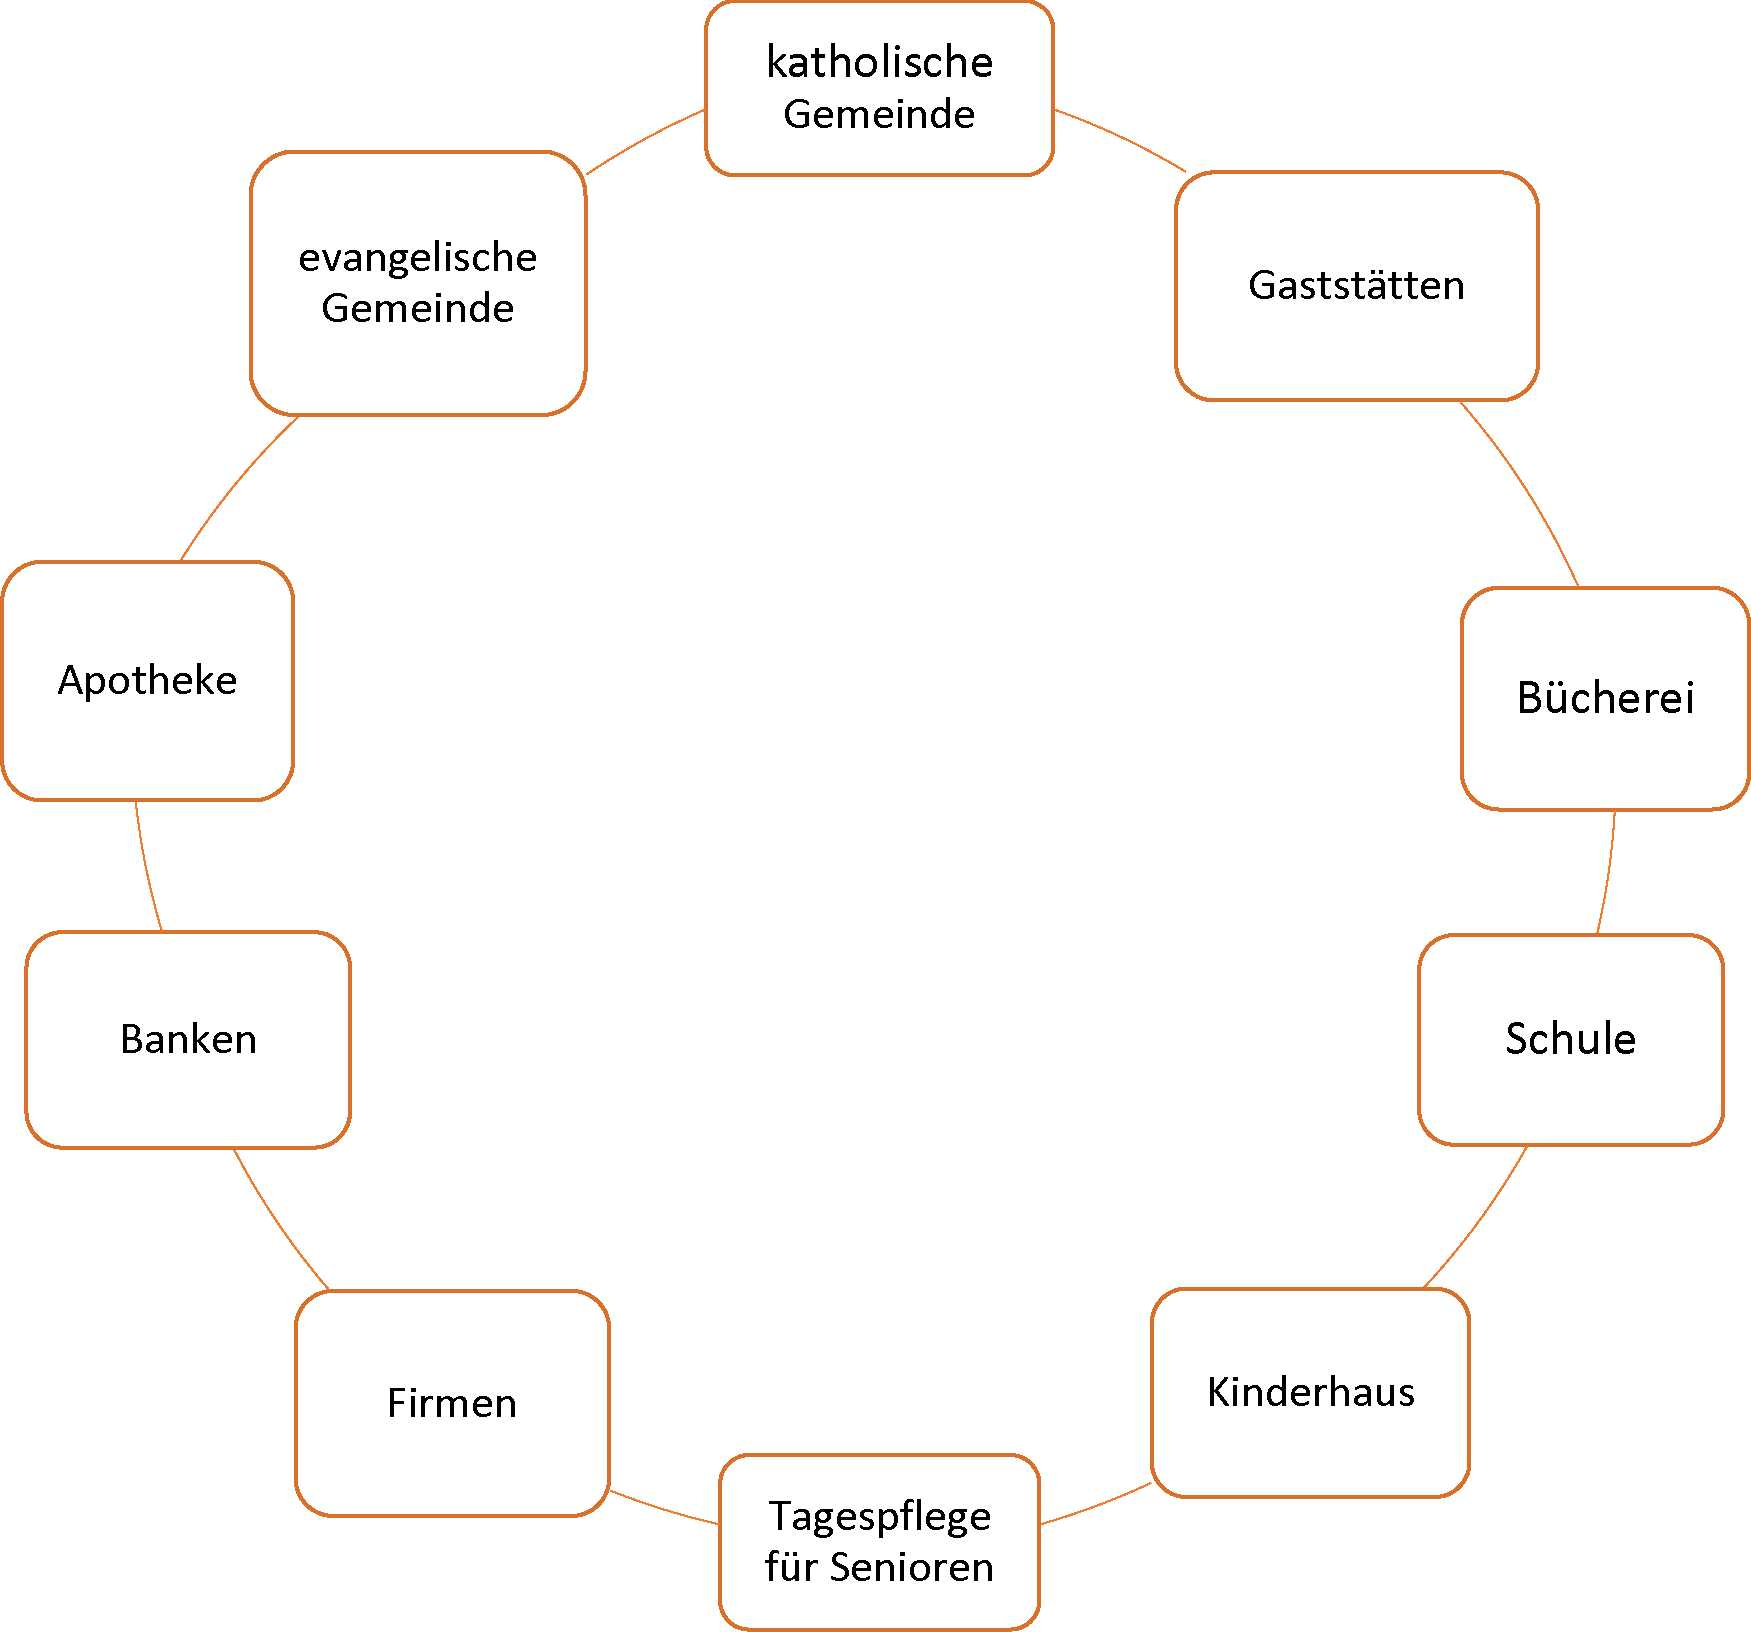 katholische
Gemeinde
evangelische
Gemeinde
Gaststätten
Apotheke
Bücherei
Banken
Schule
Firmen
Kinderhaus
Tagespflege
für Senioren